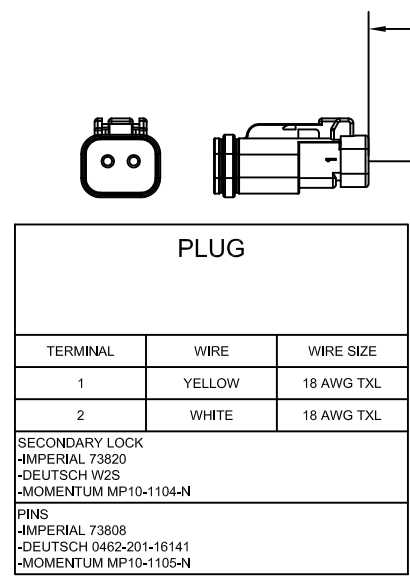 1
PLUG
TERMINAL WIRE WIRE SIZE
1 YELLOW 18 AWG TXL
2 WHITE 18 AWG TXL
SECONDARY LOCK
-IMPERIAL 73820
-DEUTSCH W2S
-MOMENTUM MP10-1104-N
PINS
-IMPERIAL 73808
-DEUTSCH 0462-201-16141
-MOMENTUM MP10-1105-N